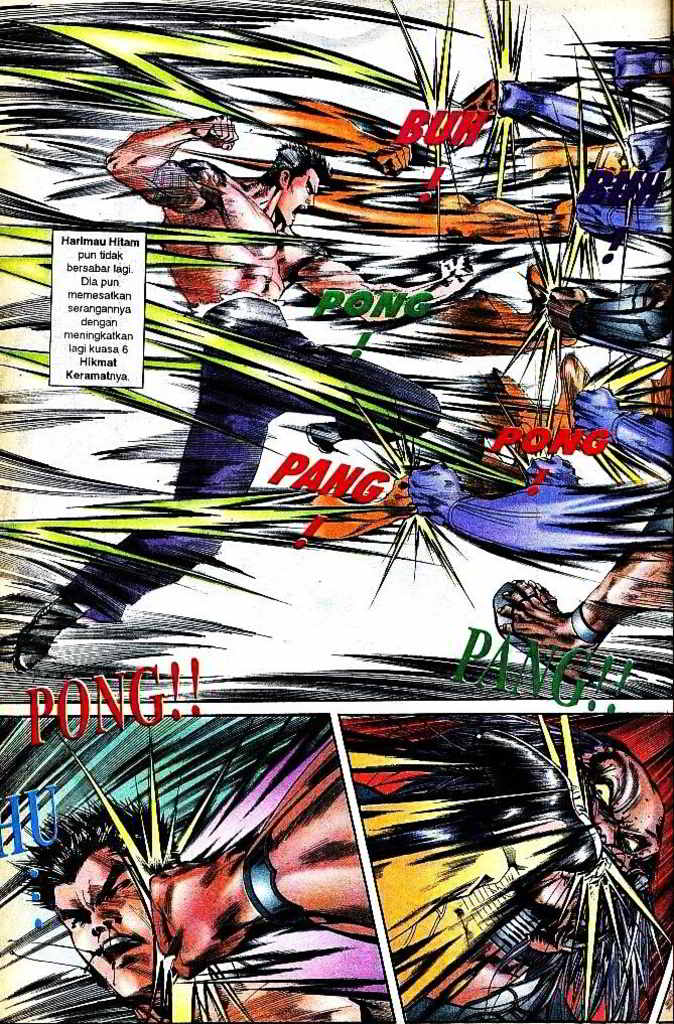 BUH
!
BUH
!
Harimau Hitam
pun tidak
bersabar lagi.
Dia pun
memesatkan
serangannya
dengan
meningkatkan
lagi kuasa 6
Hikmat
Keramatnya.
PONG
!
PONG
!
PANG
!
PANG!!
PONG!!
HU
...